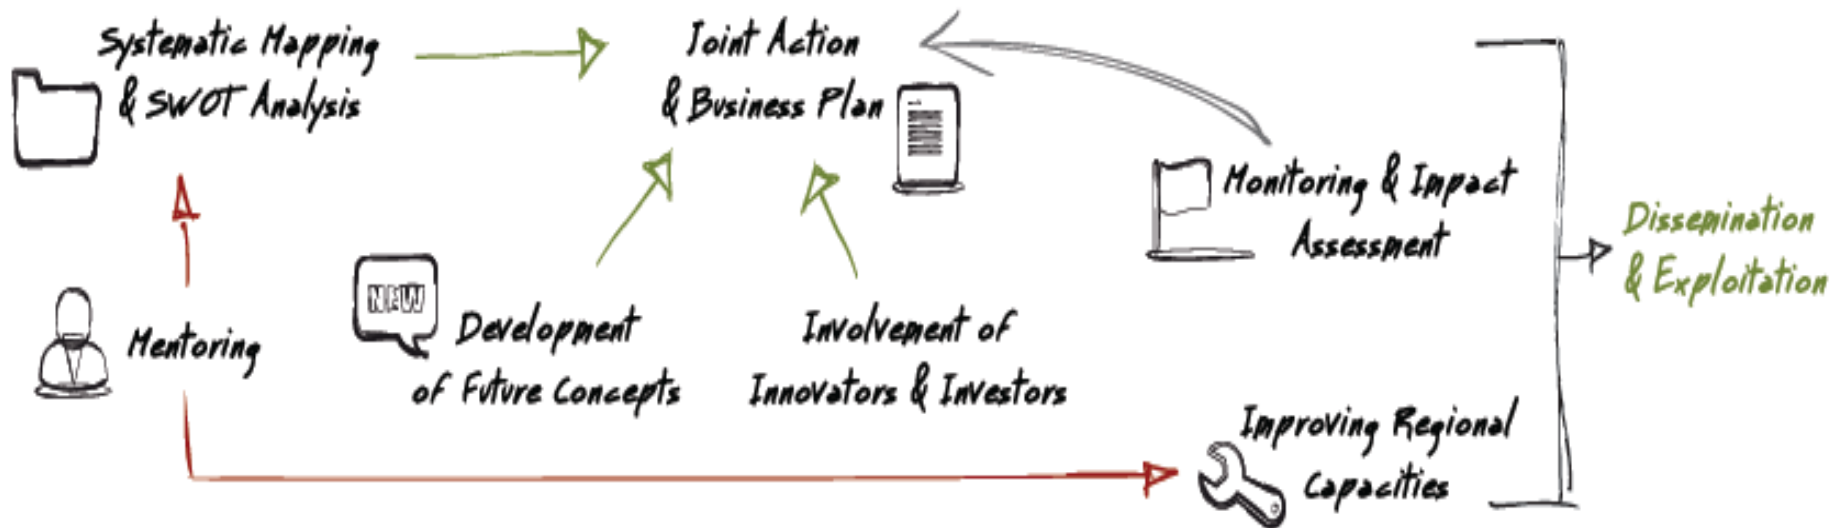 Systematic Mapping
& SWOT Analysis
Joint Action
& Business Plan
Monitoring & Impact
Assessment
Dissemination
& Exploitation
Mentoring
NEW
Development
of Future Concepts
Involvement of
Innovators & Investors
Improving Regional
Capacities